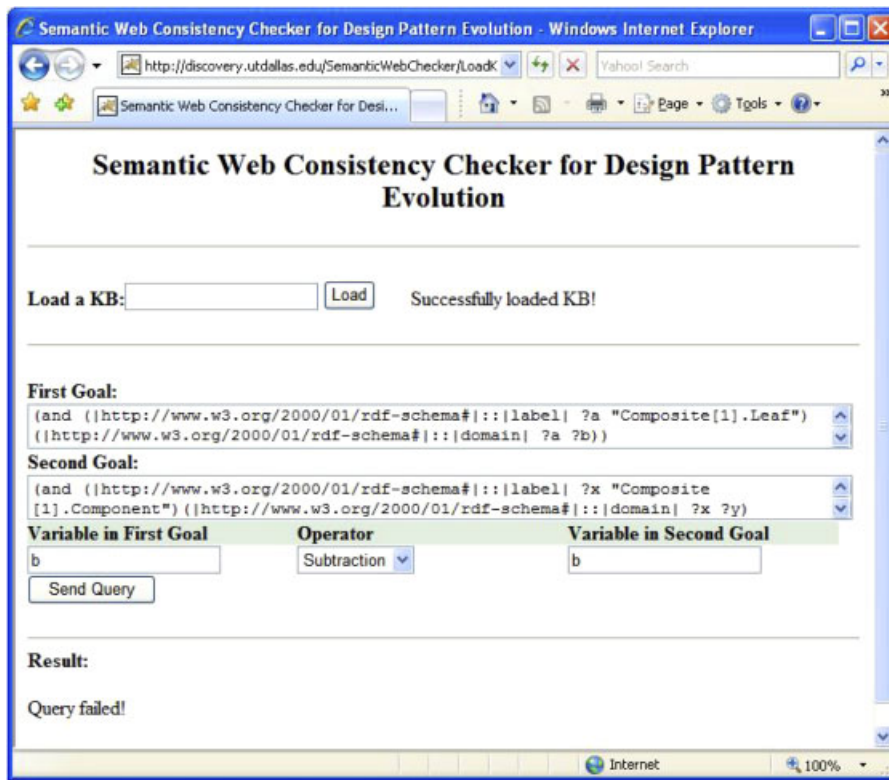 Semantic Web Consistency Checker for Design Pattern Evolution - Windows Internet Explorer
http://discovery.utdallas.edu/SemanticWebChecker/LoadK
Yahoo! Search
Semantic Web Consistency Checker for Desi...
Page
Tools
Semantic Web Consistency Checker for Design Pattern
Evolution
Load a KB:
Load
Successfully loaded KB!
First Goal:
(and (|http://www.w3.org/2000/01/rdf-schema#|::|label| ?a "Composite[1].Leaf")
(|http://www.w3.org/2000/01/rdf-schema#|::|domain| ?a ?b))
Second Goal:
(and (|http://www.w3.org/2000/01/rdf-schema#|::|label| ?x "Composite
[1].Component")(|http://www.w3.org/2000/01/rdf-schema#|::|domain| ?x ?y)
Variable in First Goal Operator Variable in Second Goal
b Subtraction b
Send Query
Result:
Query failed!
Internet 100%